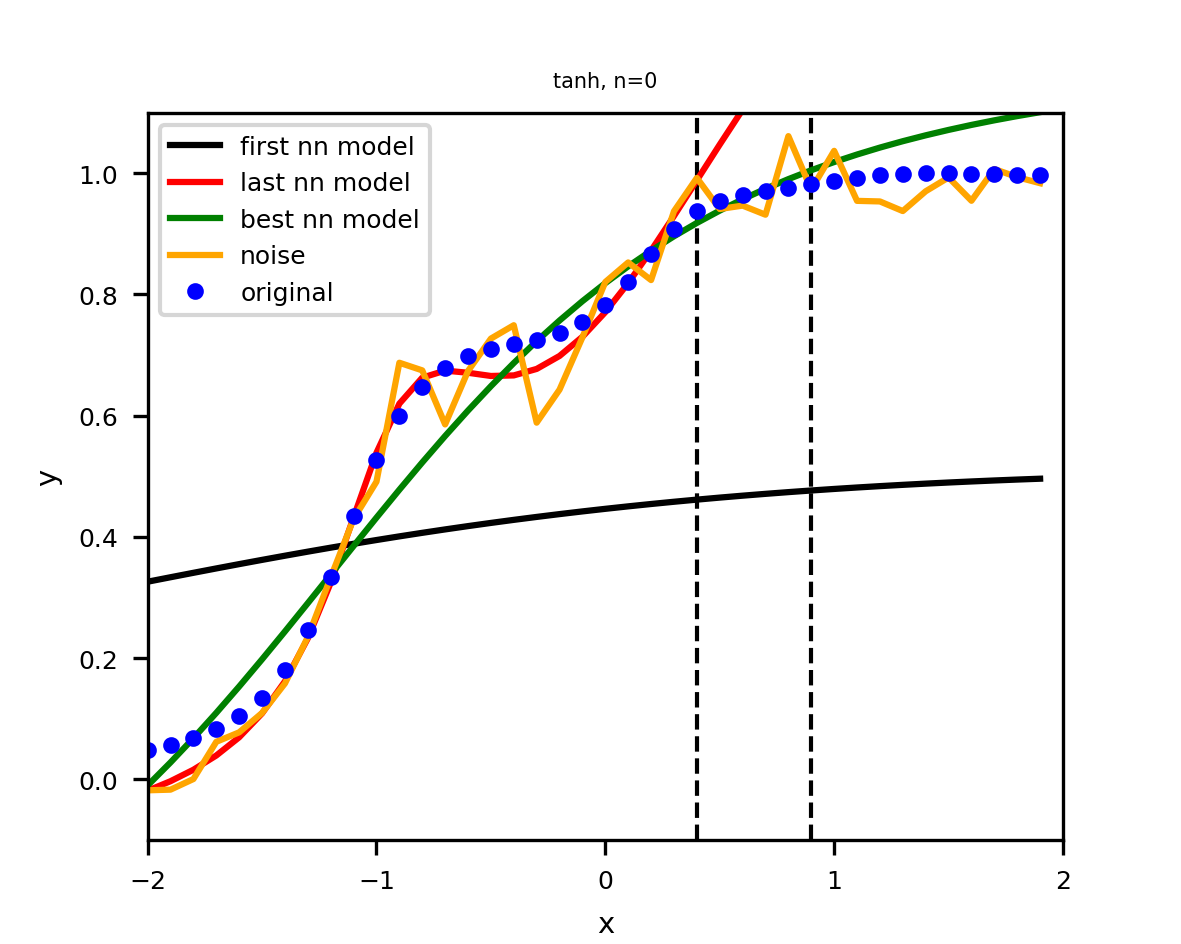 tanh, n=0
first nn model
last nn model
best nn model
noise
original
1.0
0.8
0.6
0.4
0.2
0.0
y
−2
−1
0
1
2
x